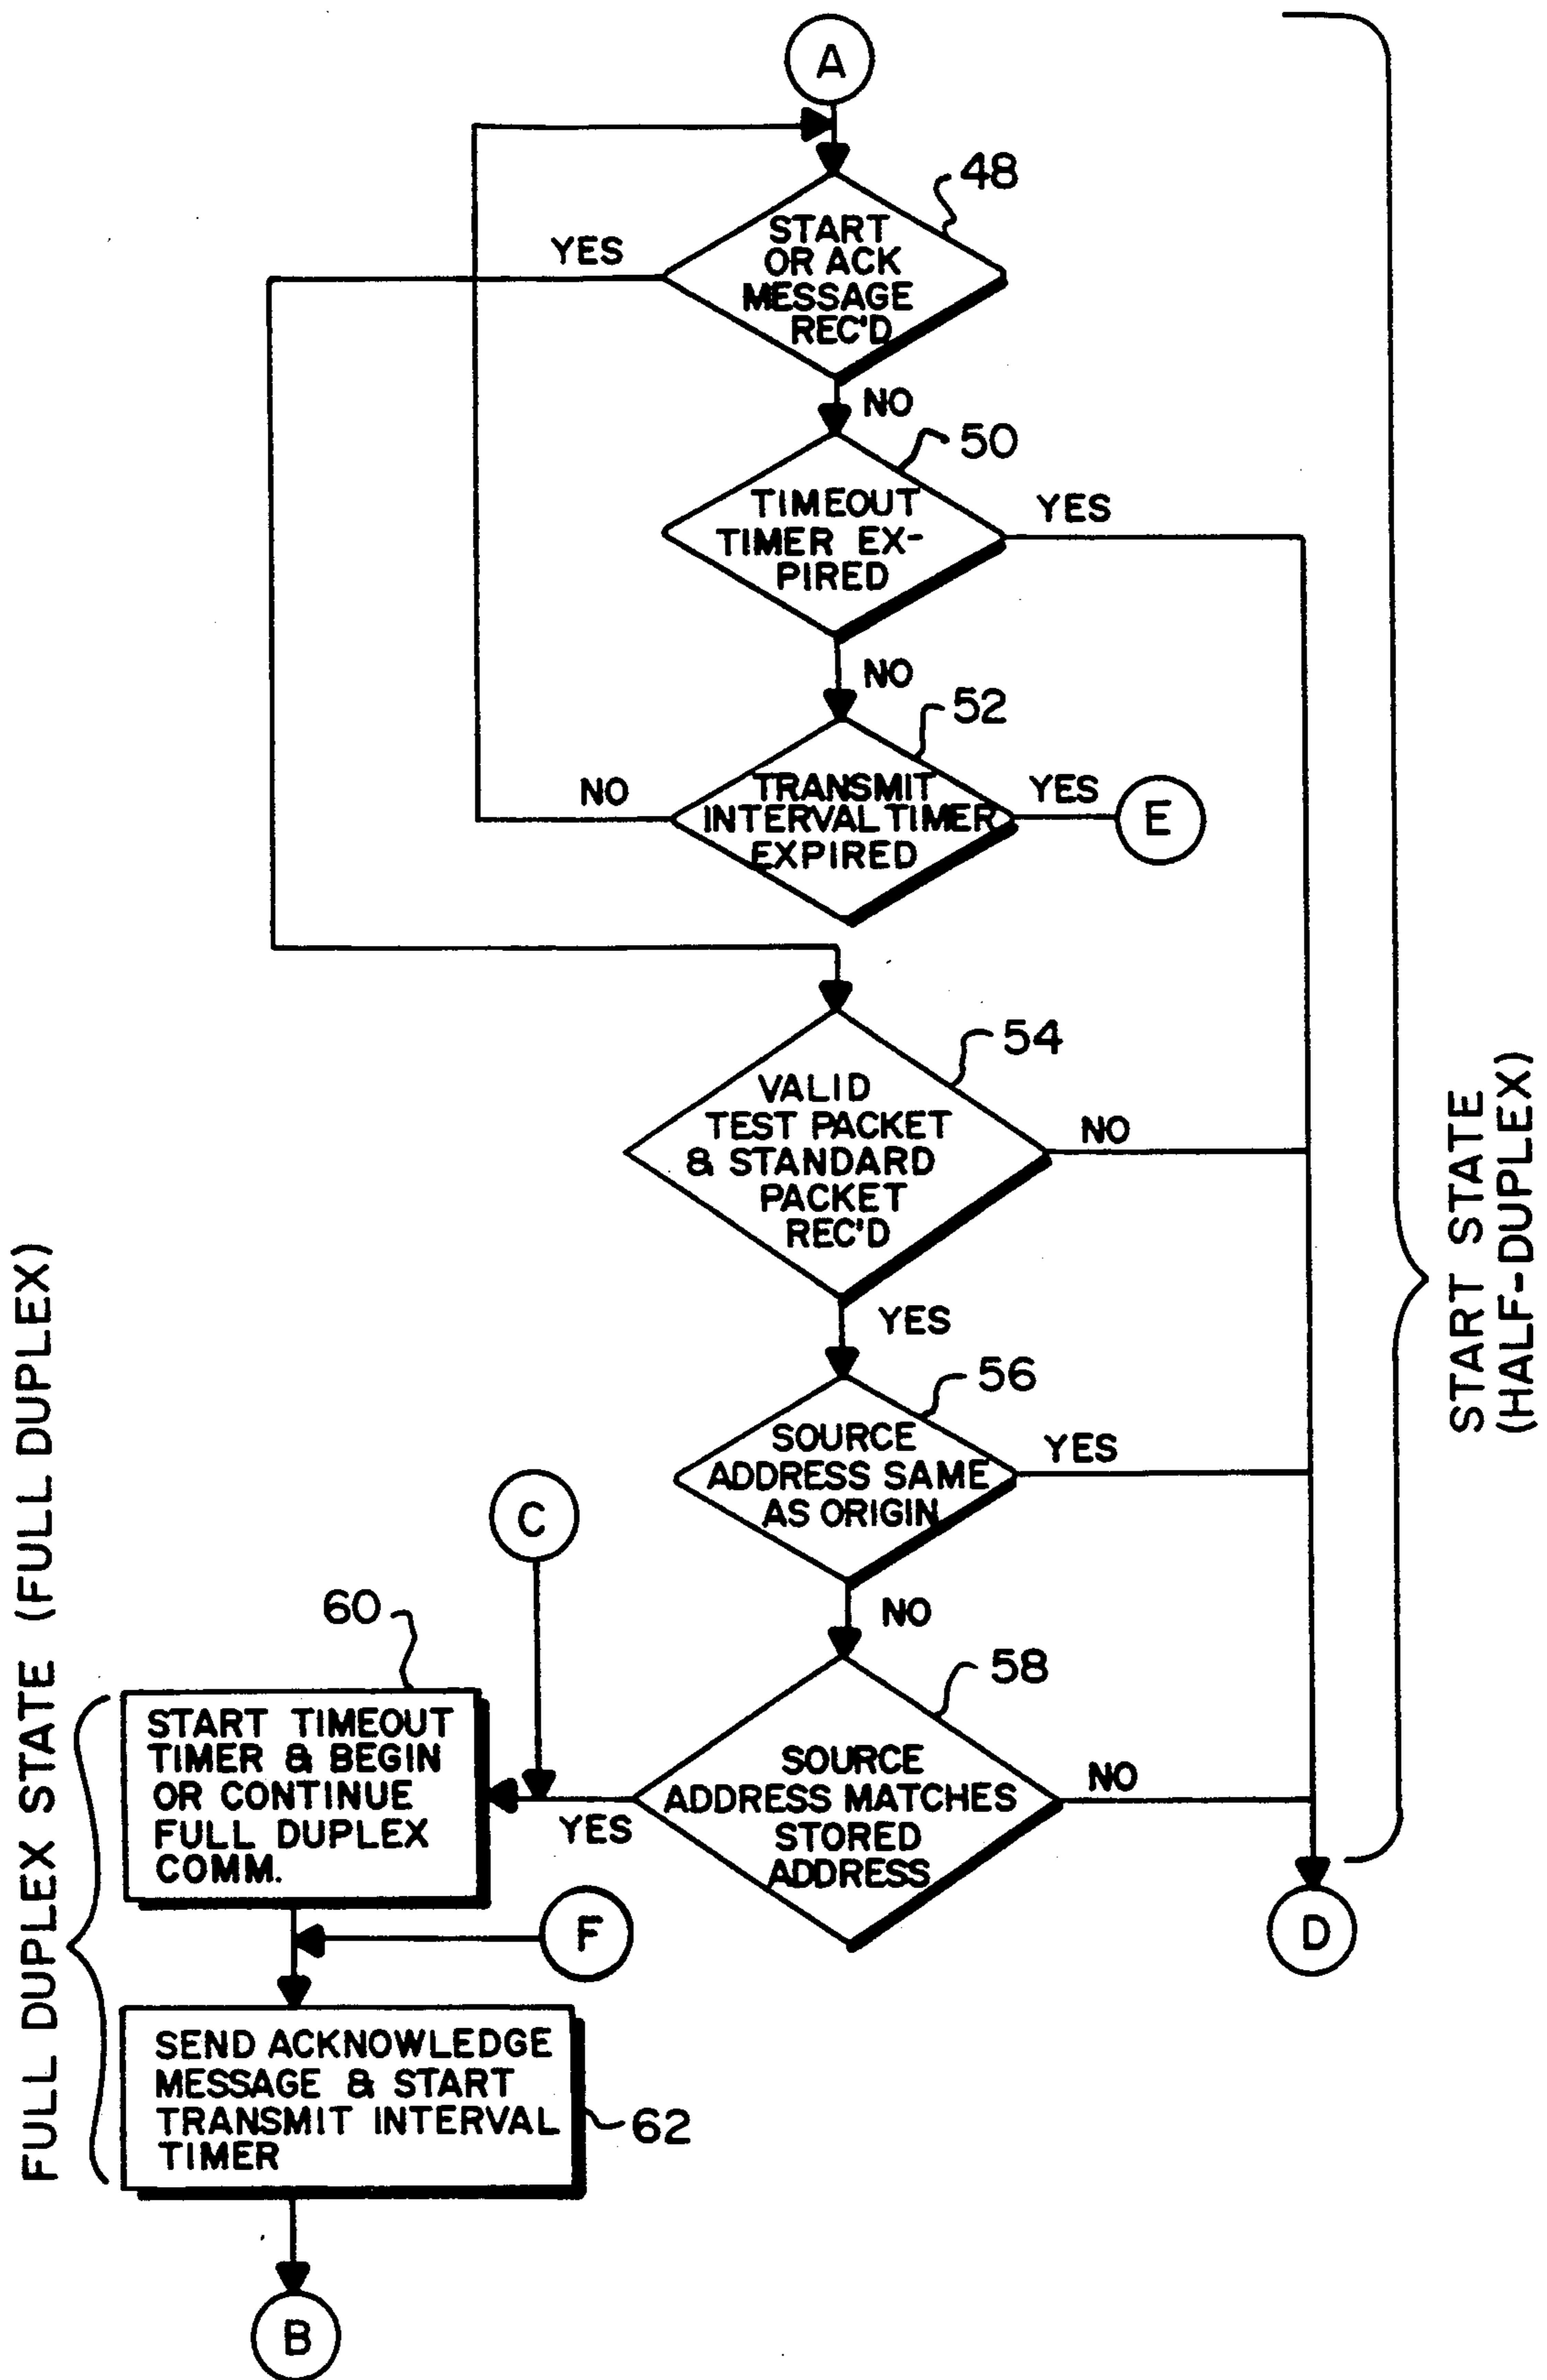 A
48
START
OR ACK
MESSAGE
REC'D
YES
NO
50
TIMEOUT
TIMER EX-
PIRED
YES
NO
52
TRANSMIT
INTERVAL TIMER
EXPIRED
NO
YES
E
54
VALID
TEST PACKET
& STANDARD
PACKET
REC'D
NO
YES
56
SOURCE
ADDRESS SAME
AS ORIGIN
YES
NO
C
58
SOURCE
ADDRESS MATCHES
STORED
ADDRESS
NO
YES
D
60
START TIMEOUT
TIMER & BEGIN
OR CONTINUE
FULL DUPLEX
COMM.
F
SEND ACKNOWLEDGE
MESSAGE & START
TRANSMIT INTERVAL
TIMER
62
B
FULL DUPLEX STATE (FULL DUPLEX)
START STATE
(HALF-DUPLEX)